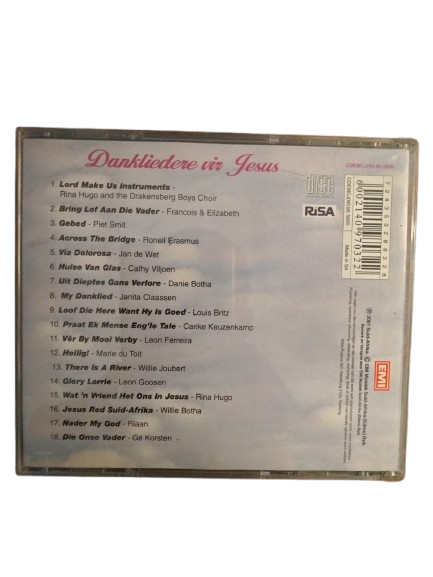 Dankliedere vir Jesus
1. Lord Make Us Instruments -
Rina Hugo and the Drakensberg Boys Choir
2. Bring Lof Aan Die Vader - Francois & Elizabeth
3. Gebed - Piet Smit
4. Across The Bridge - Ronell Erasmus
5. Via Dolorosa - Jan de Wet
6. Huise Van Glas - Cathy Viljoen
7. Uit Dieptes Gans Verlore - Danie Botha
8. My Danklied - Janita Claassen
9. Loof Die Here Want Hy Is Goed - Louis Britz
10. Praat Ek Mense Eng'le Tale - Carike Keuzenkamp
11. Vêr By Mooi Verby - Leon Ferreira
12. Heilig! - Marie du Toit
13. There Is A River - Willie Joubert
14. Glory Lorrie - Leon Goosen
15. Wat 'n Vriend Het Ons In Jesus - Rina Hugo
16. Jesus Red Suid-Afrika - Willie Botha
17. Nader My God - Riaan
18. Die Onse Vader - Gé Korsten
disc
RiSA
Made in SA
EMI